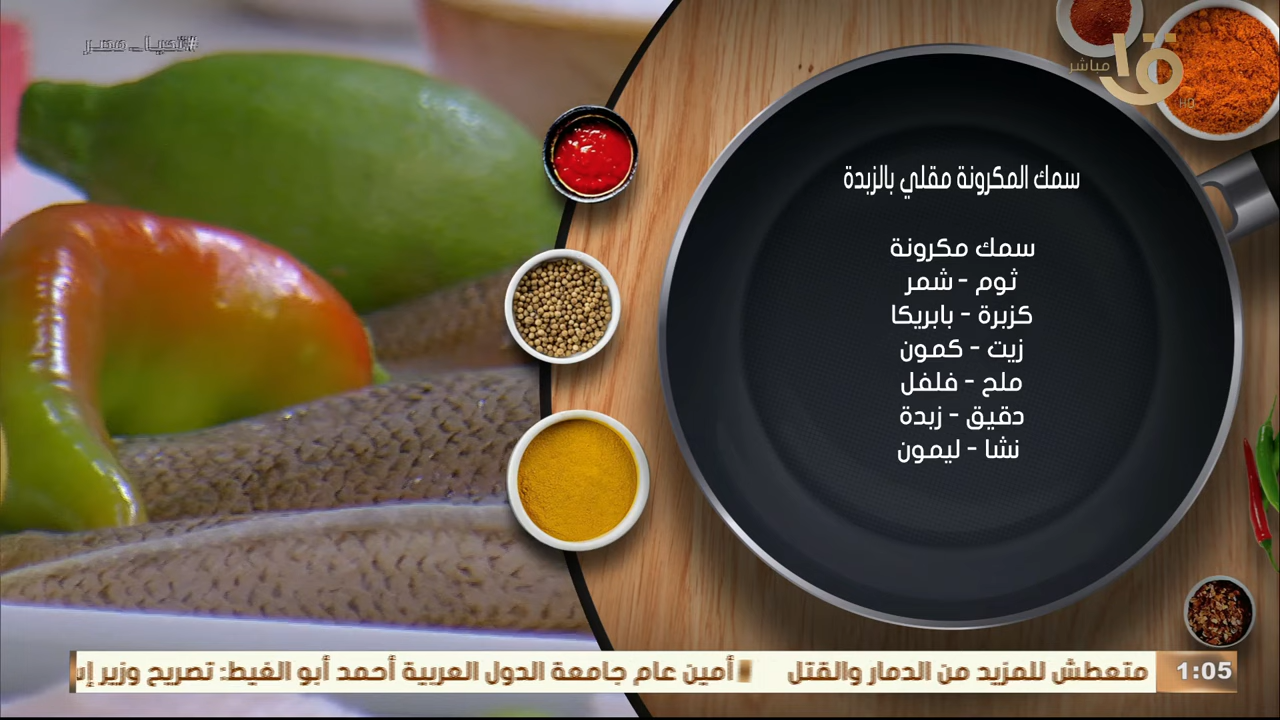 #تحيا_مصر
مباشر
HD
سمك المكرونة مقلي بالزبدة
سمك مكرونة
ثوم - شمر
كزبرة - بابريكا
زيت - كمون
ملح - فلفل
دقيق - زبدة
نشا - ليمون
1:05
متعطش للمزيد من الدمار والقتل
أمين عام جامعة الدول العربية أحمد أبو الغيط: تصريح وزير